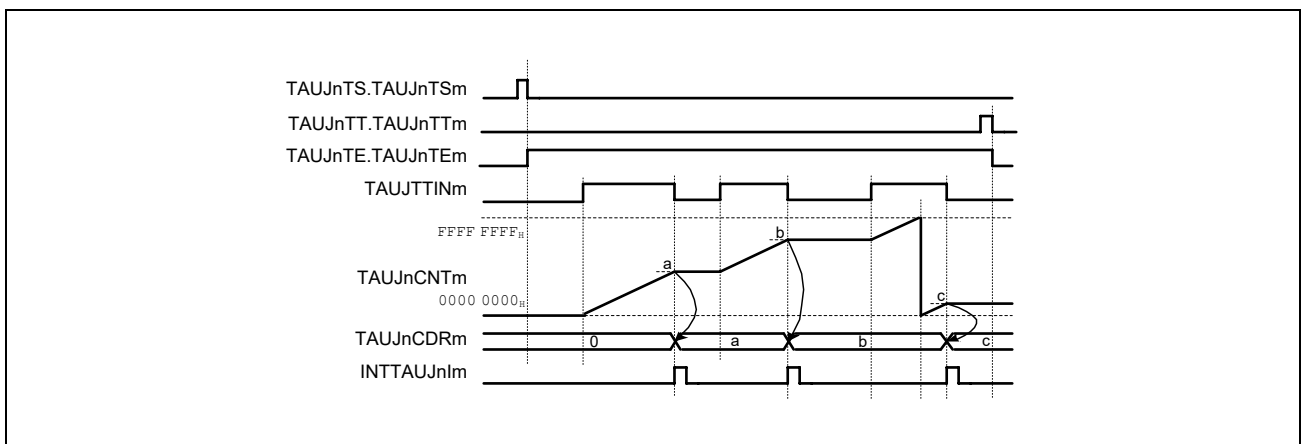 TAUJnTS.TAUJnTSm
TAUJnTT.TAUJnTTm
TAUJnTE.TAUJnTEm
TAUJTTINm
FFFF FFFFH
b
a
TAUJnCNTm
c
0000 0000H
TAUJnCDRm 0 a b c
INTTAUJnIm